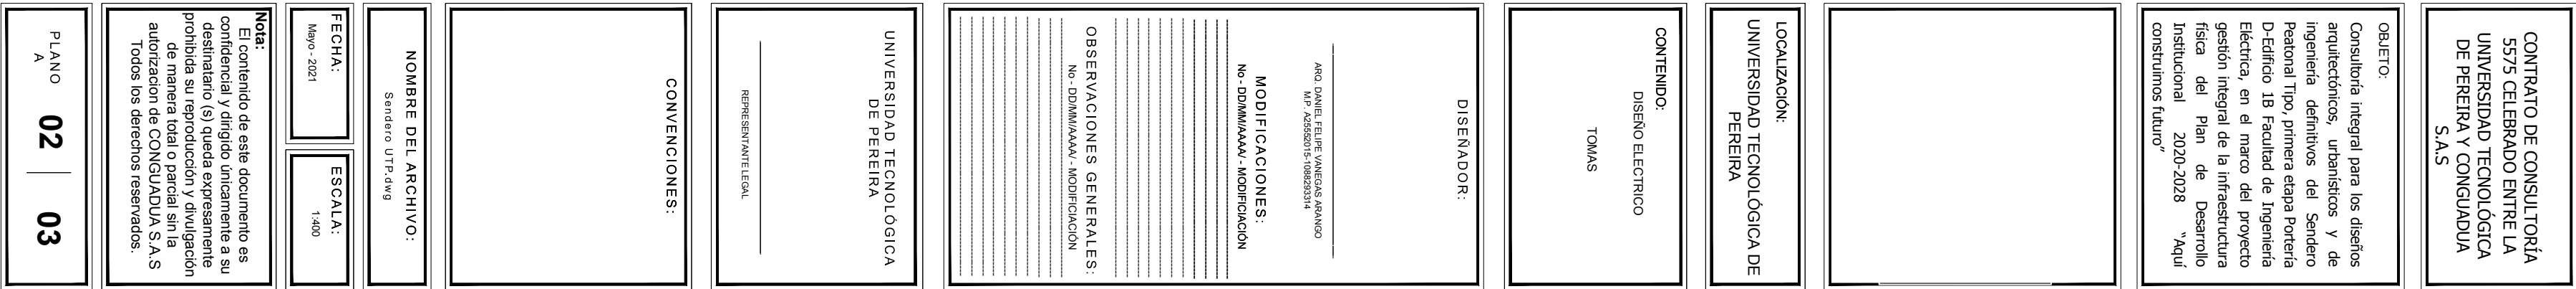 CONTRATO DE CONSULTORÍA
5575 CELEBRADO ENTRE LA
UNIVERSIDAD TECNOLÓGICA
DE PEREIRA Y CONGUADUA
S.A.S
OBJETO:
Consultoría integral para los diseños
arquitectónicos, urbanísticos y de
ingeniería definitivos del Sendero
Peatonal Tipo, primera etapa Portería
D-Edificio 1B Facultad de Ingeniería
Eléctrica, en el marco del proyecto
gestión integral de la infraestructura
física del Plan de Desarrollo
Institucional 2020-2028 “Aquí
construimos futuro”
LOCALIZACIÓN:
UNIVERSIDAD TECNOLÓGICA DE
PEREIRA
CONTENIDO:
DISEÑO ELECTRICO
TOMAS
DISEÑADOR:
ARQ. DANIEL FELIPE VANEGAS ARANGO
M.P. A25552015-1088293314
MODIFICACIONES:
No - DD/MM/AAAA/ - MODIFICIACIÓN
OBSERVACIONES GENERALES:
No - DD/MM/AAAA/ - MODIFICIACIÓN
UNIVERSIDAD TECNOLÓGICA
DE PEREIRA
REPRESENTANTE LEGAL
CONVENCIONES:
NOMBRE DEL ARCHIVO:
Sendero UTP.dwg
FECHA:
Mayo - 2021
ESCALA:
1:400
Nota:
El contenido de este documento es
confidencial y dirigido únicamente a su
destinatario (s) queda expresamente
prohibida su reproducción y divulgación
de manera total o parcial sin la
autorizacion de CONGUADUA S.A.S
Todos los derechos reservados.
PLANO
A
02
03